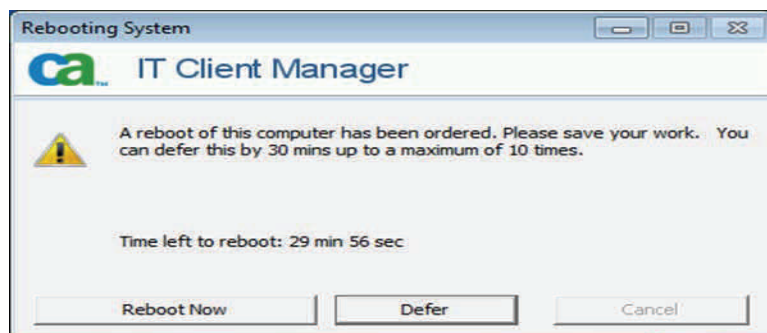 Rebooting System
ca™ IT Client Manager
A reboot of this computer has been ordered. Please save your work. You
can defer this by 30 mins up to a maximum of 10 times.
Time left to reboot: 29 min 56 sec
Reboot Now Defer Cancel